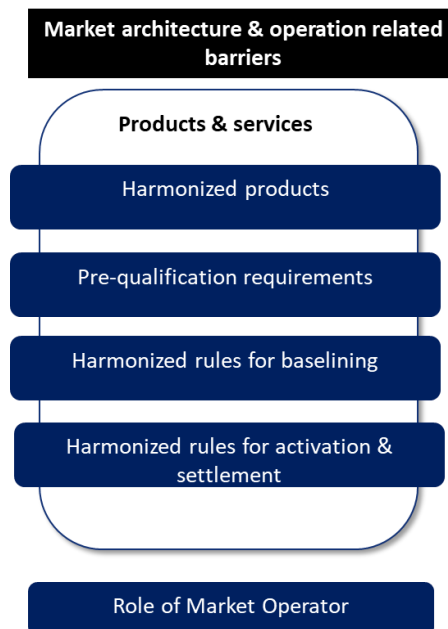 Market architecture & operation related
barriers
Products & services
Harmonized products
Pre-qualification requirements
Harmonized rules for baselining
Harmonized rules for activation &
settlement
Role of Market Operator